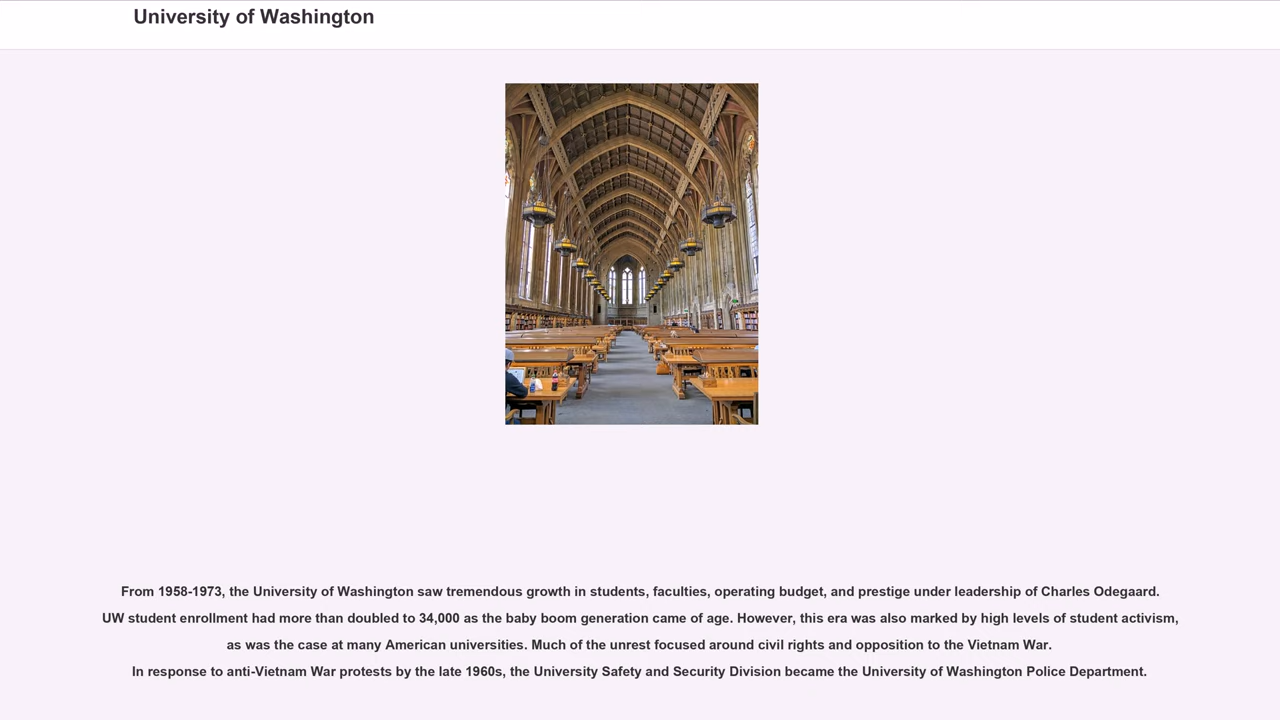 University of Washington
From 1958-1973, the University of Washington saw tremendous growth in students, faculties, operating budget, and prestige under leadership of Charles Odegaard.
UW student enrollment had more than doubled to 34,000 as the baby boom generation came of age. However, this era was also marked by high levels of student activism,
as was the case at many American universities. Much of the unrest focused around civil rights and opposition to the Vietnam War.
In response to anti-Vietnam War protests by the late 1960s, the University Safety and Security Division became the University of Washington Police Department.